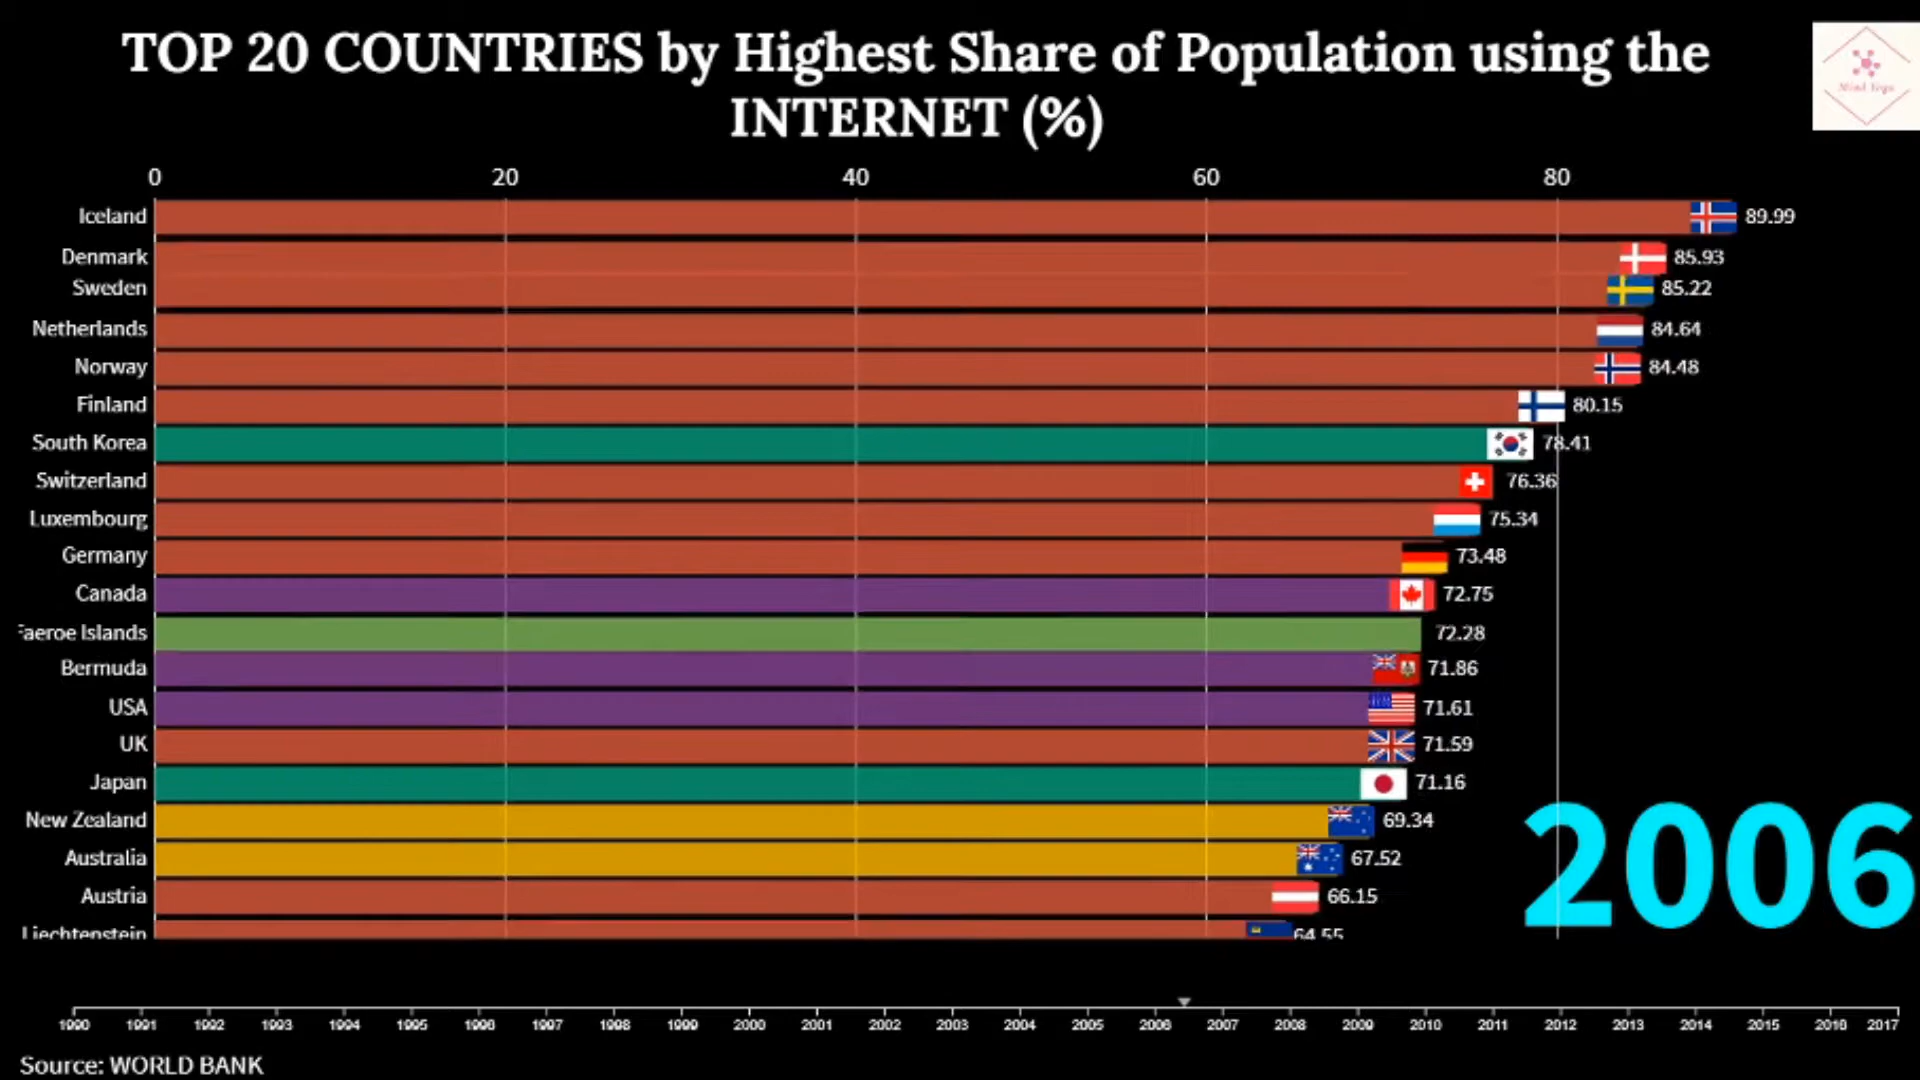 TOP 20 COUNTRIES by Highest Share of Population using the
INTERNET (%)
Mind Yoga
0 20 40 60 80
Iceland 89.99
Denmark 85.93
Sweden 85.22
Netherlands 84.64
Norway 84.48
Finland 80.15
South Korea 78.41
Switzerland 76.36
Luxembourg 75.34
Germany 73.48
Canada 72.75
Faeroe Islands 72.28
Bermuda 71.86
USA 71.61
UK 71.59
Japan 71.16
New Zealand 69.34
Australia 67.52
Austria 66.15
Liechtenstein 64.55
2006
1990 1991 1992 1993 1994 1995 1996 1997 1998 1999 2000 2001 2002 2003 2004 2005 2006 2007 2008 2009 2010 2011 2012 2013 2014 2015 2016 2017
Source: WORLD BANK